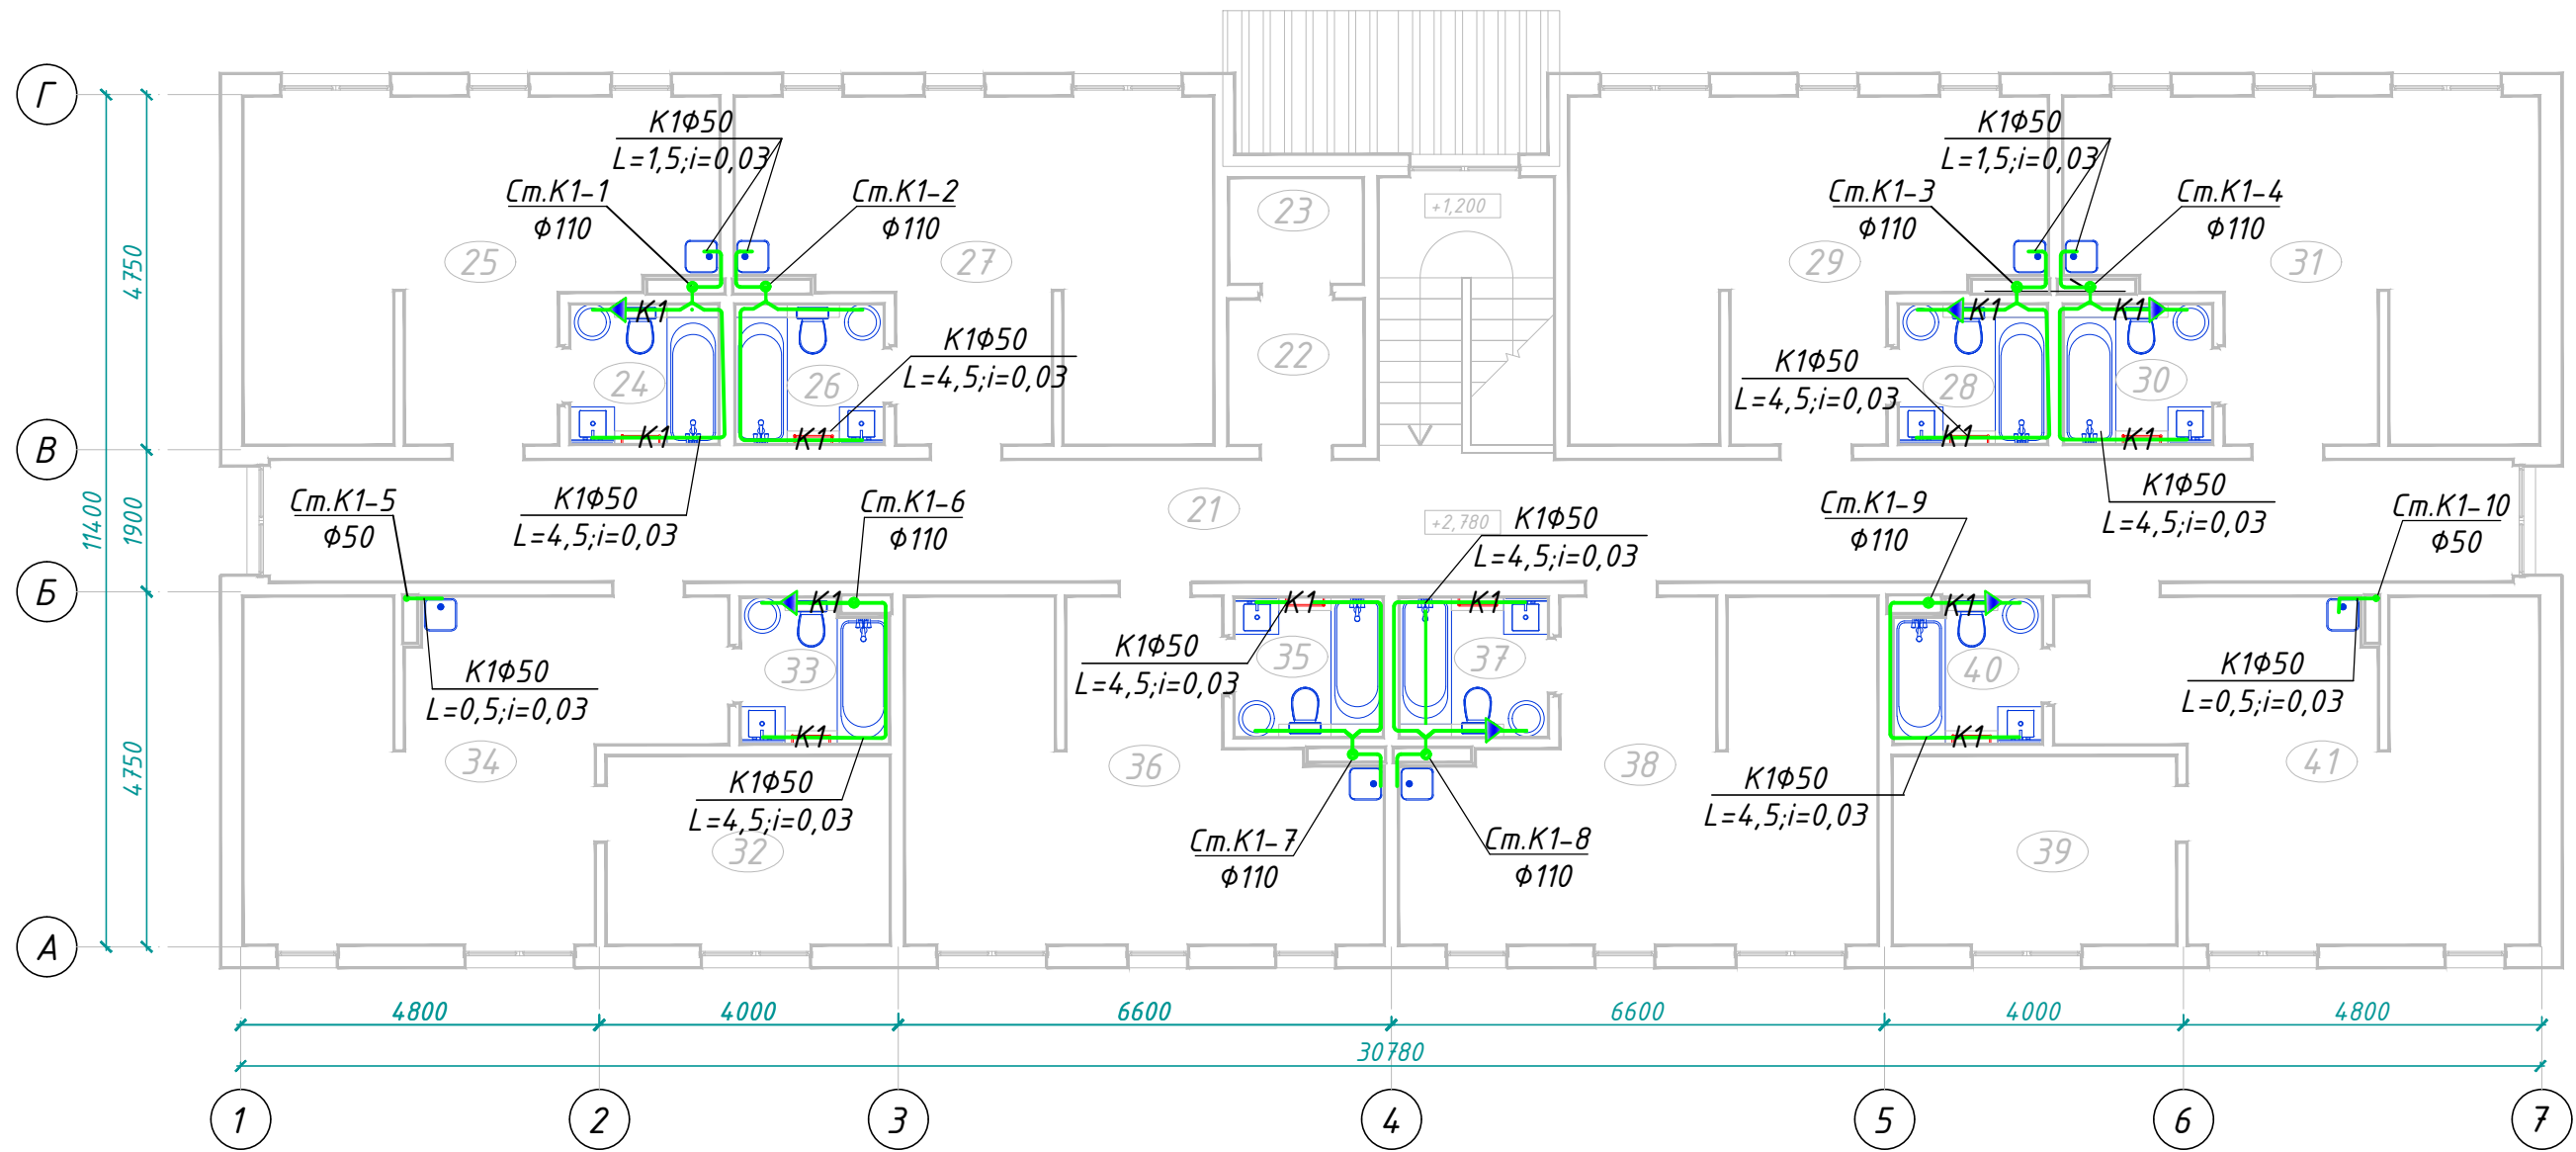 Г
В
Б
А
4750
11400
1900
4750
К1Ф50
L=1,5;i=0,03
Ст.К1-1
Ф110
Ст.К1-2
Ф110
25
27
К1
24
26
К1
К1
К1Ф50
L=4,5;i=0,03
К1Ф50
L=4,5;i=0,03
23
22
+1,200
К1Ф50
L=1,5;i=0,03
Ст.К1-3
Ф110
Ст.К1-4
Ф110
29
31
К1
К1
К1Ф50
L=4,5;i=0,03
28
30
К1
К1
К1Ф50
L=4,5;i=0,03
Ст.К1-5
Ф50
Ст.К1-6
Ф110
21
+2,780
К1Ф50
L=4,5;i=0,03
Ст.К1-9
Ф110
Ст.К1-10
Ф50
К1
К1
К1
К1
К1Ф50
L=0,5;i=0,03
33
К1Ф50
L=4,5;i=0,03
35
37
40
К1Ф50
L=0,5;i=0,03
34
К1
К1
36
38
41
К1Ф50
L=4,5;i=0,03
К1Ф50
L=4,5;i=0,03
32
Ст.К1-7
Ф110
Ст.К1-8
Ф110
39
4800
4000
6600
6600
4000
4800
30780
1
2
3
4
5
6
7